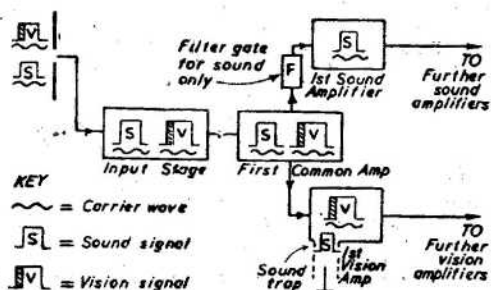 V
S
Filter gate
for sound
only
F
S
1st Sound
Amplifier
TO
Further
sound
amplifiers
S V
Input Stage
S V
First Common Amp
KEY
= Carrier wave
S = Sound signal
V = Vision signal
V
S
Sound
trap
1st
Vision
Amp
TO
Further
vision
amplifiers